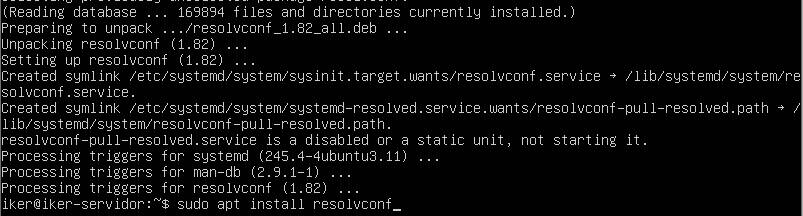 (Reading database ... 169894 files and directories currently installed.)
Preparing to unpack .../resolvconf_1.82_all.deb ...
Unpacking resolvconf (1.82) ...
Setting up resolvconf (1.82) ...
Created symlink /etc/systemd/system/sysinit.target.wants/resolvconf.service → /lib/systemd/system/re
solvconf.service.
Created symlink /etc/systemd/system/systemd-resolved.service.wants/resolvconf-pull-resolved.path → /
lib/systemd/system/resolvconf-pull-resolved.path.
resolvconf-pull-resolved.service is a disabled or a static unit, not starting it.
Processing triggers for systemd (245.4-4ubuntu3.11) ...
Processing triggers for man-db (2.9.1-1) ...
Processing triggers for resolvconf (1.82) ...
iker@iker-servidor:~$ sudo apt install resolvconf_